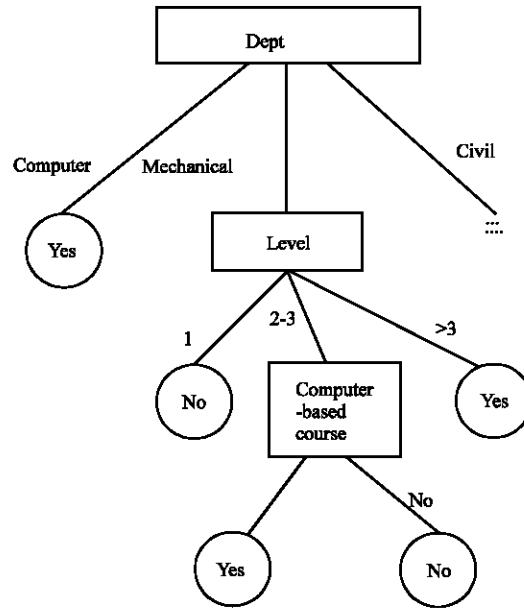 Dept
Computer
Mechanical
Civil
Yes
Level
1
2-3
>3
No
Computer
-based
course
Yes
No
Yes
No